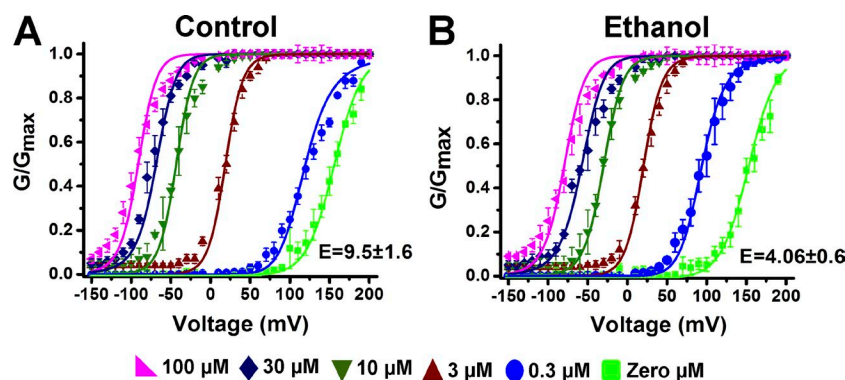 A Control
G/Gmax
1.0
0.8
0.6
0.4
0.2
0.0
E=9.5±1.6
-150 -100 -50 0 50 100 150 200
Voltage (mV)
B Ethanol
G/Gmax
1.0
0.8
0.6
0.4
0.2
0.0
E=4.06±0.6
-150 -100 -50 0 50 100 150 200
Voltage (mV)
100 µM 30 µM 10 µM 3 µM 0.3 µM Zero µM